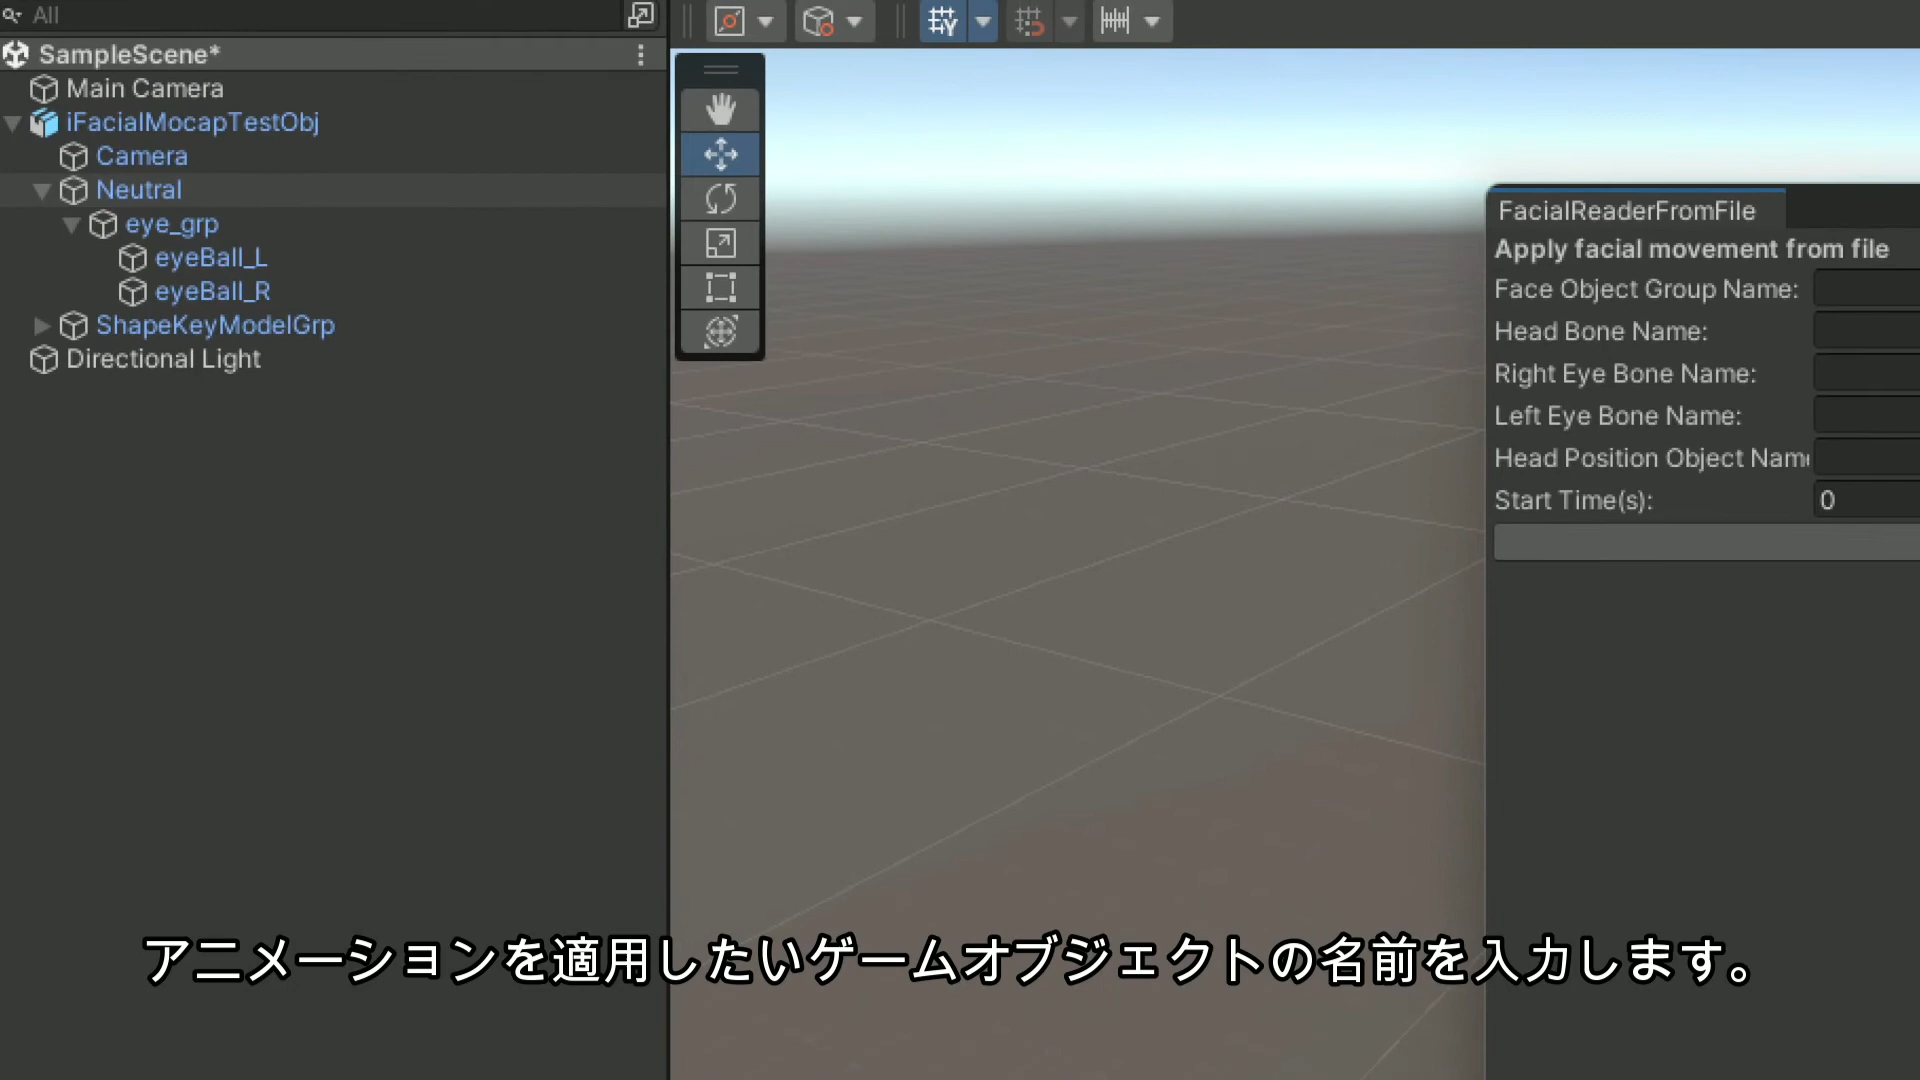 All
SampleScene*
Main Camera
iFacialMocapTestObj
Camera
Neutral
eye_grp
eyeBall_L
eyeBall_R
ShapeKeyModelGrp
Directional Light
FacialReaderFromFile
Apply facial movement from file
Face Object Group Name:
Head Bone Name:
Right Eye Bone Name:
Left Eye Bone Name:
Head Position Object Nam
Start Time(s): 0
アニメーションを適用したいゲームオブジェクトの名前を入力します。